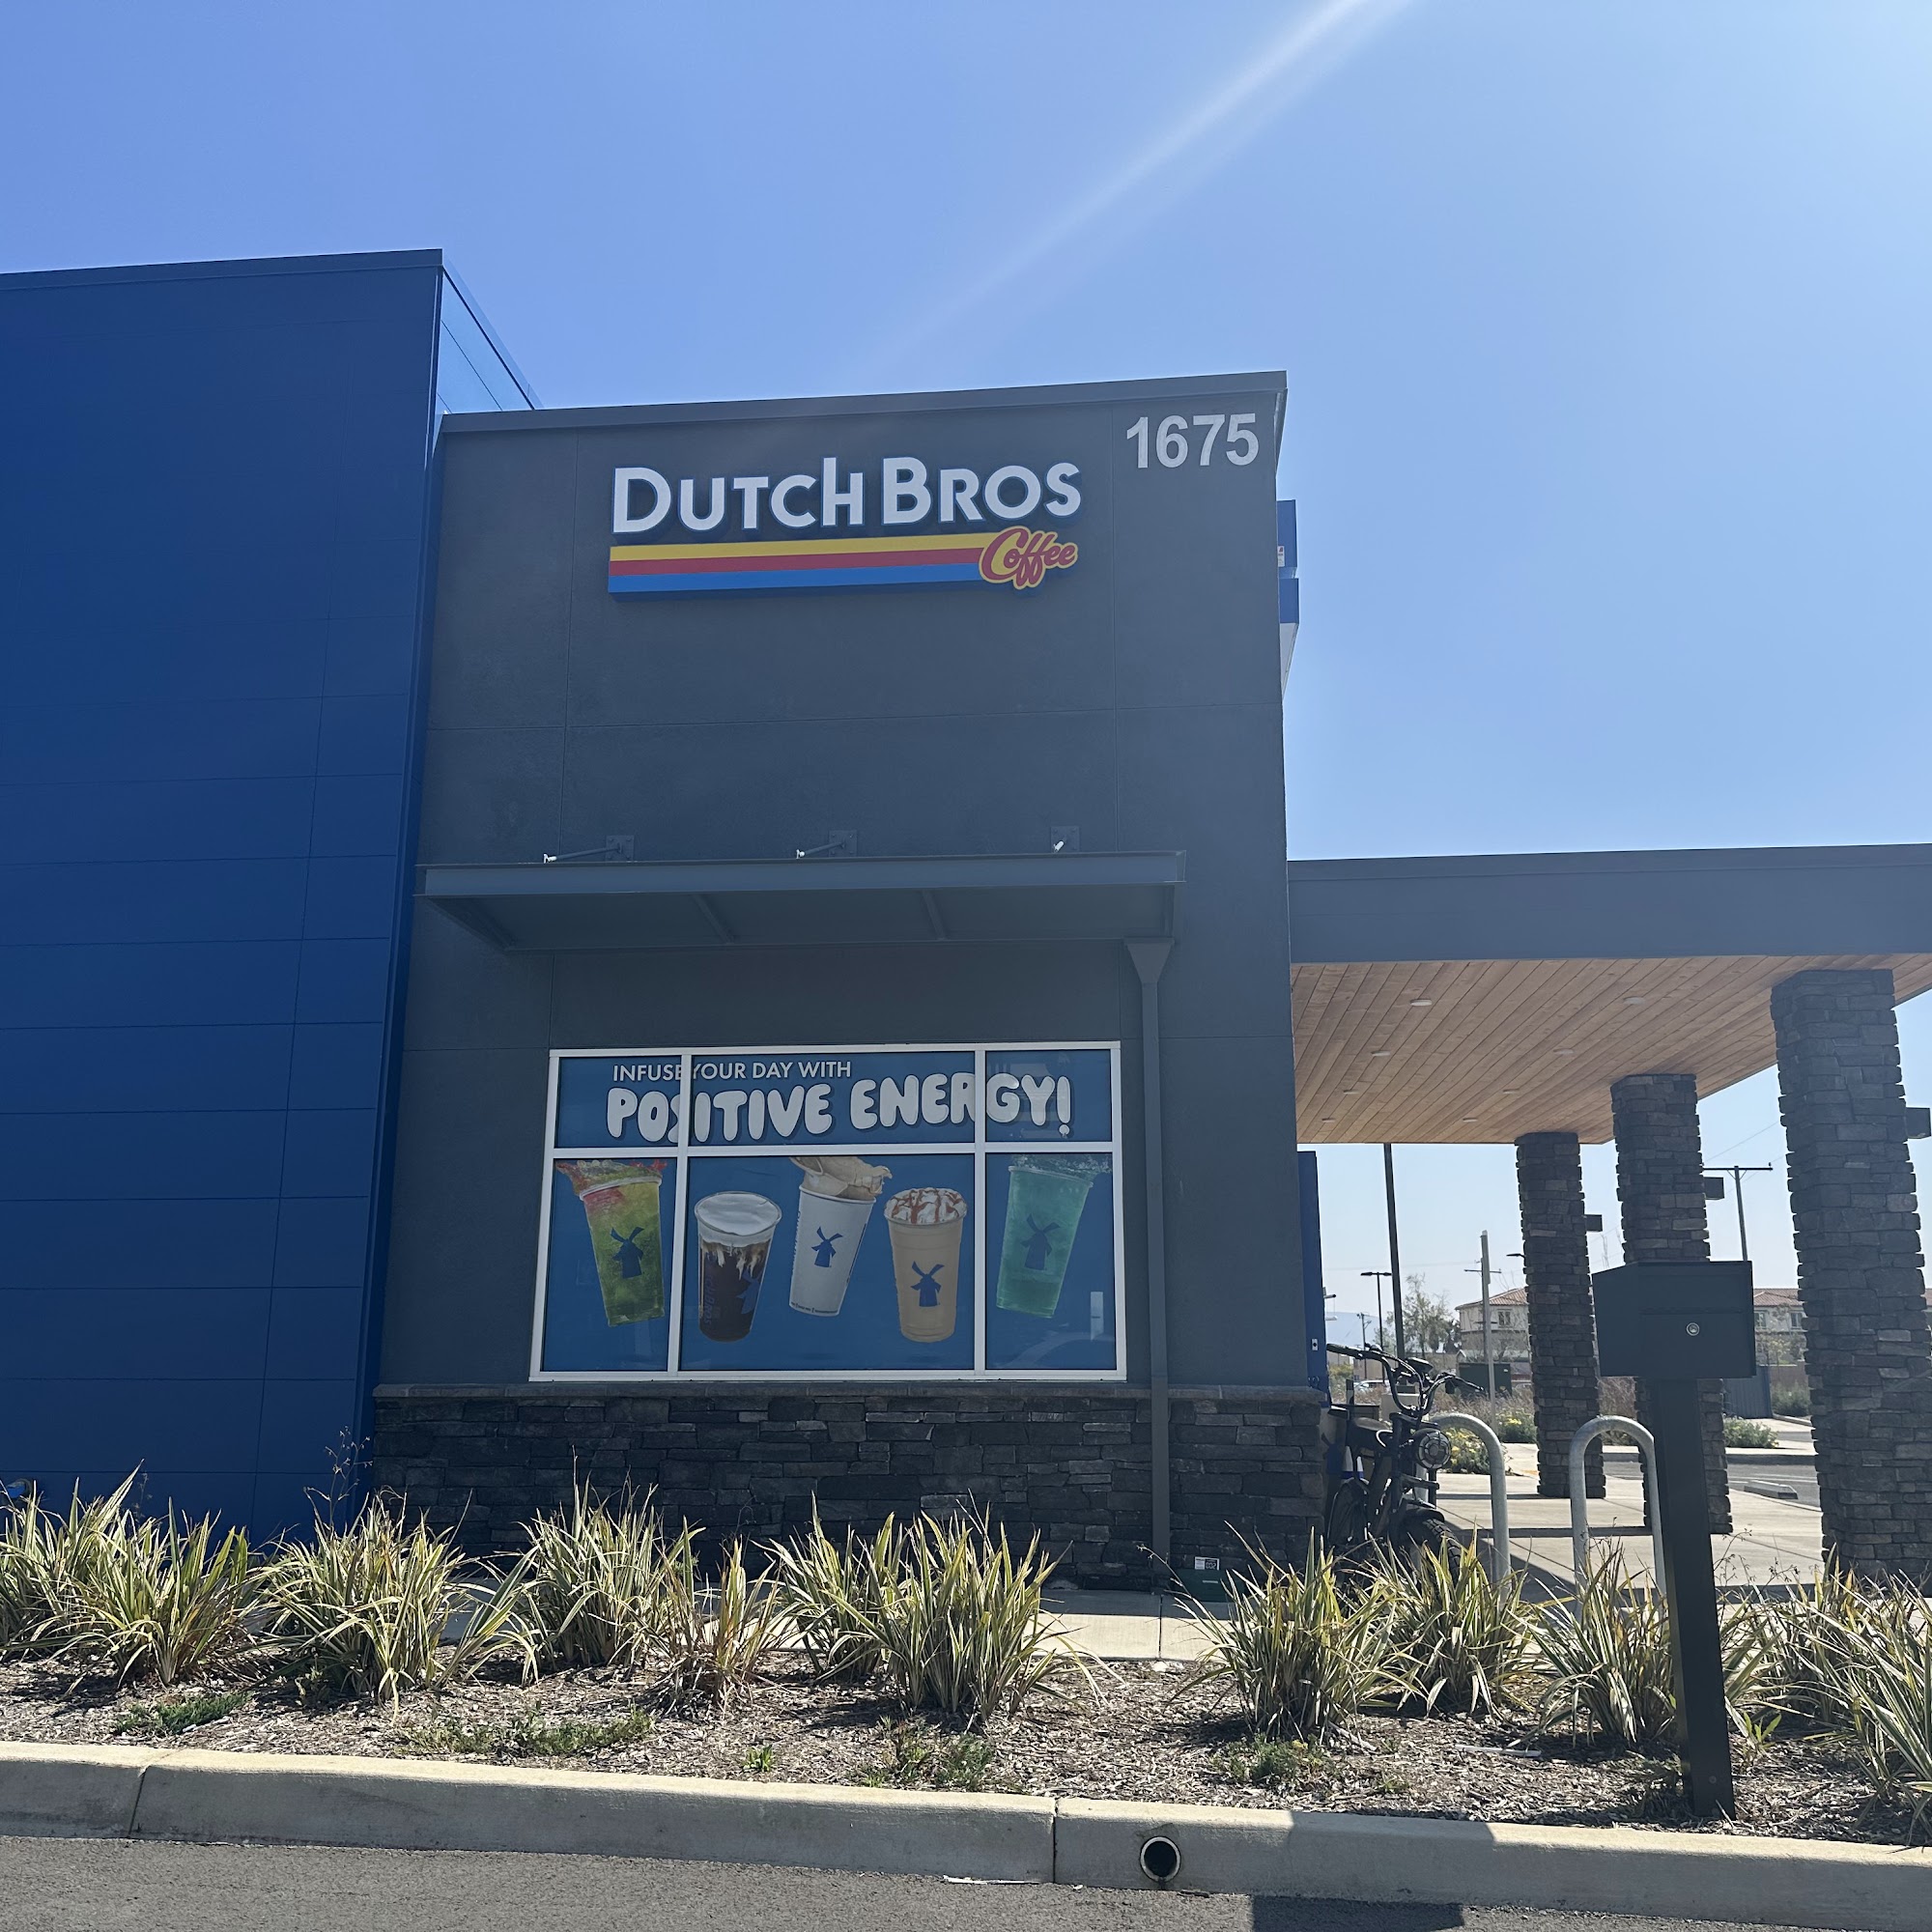 1675
DUTCH BROS
Coffee
INFUSE YOUR DAY WITH
POSITIVE ENERGY!